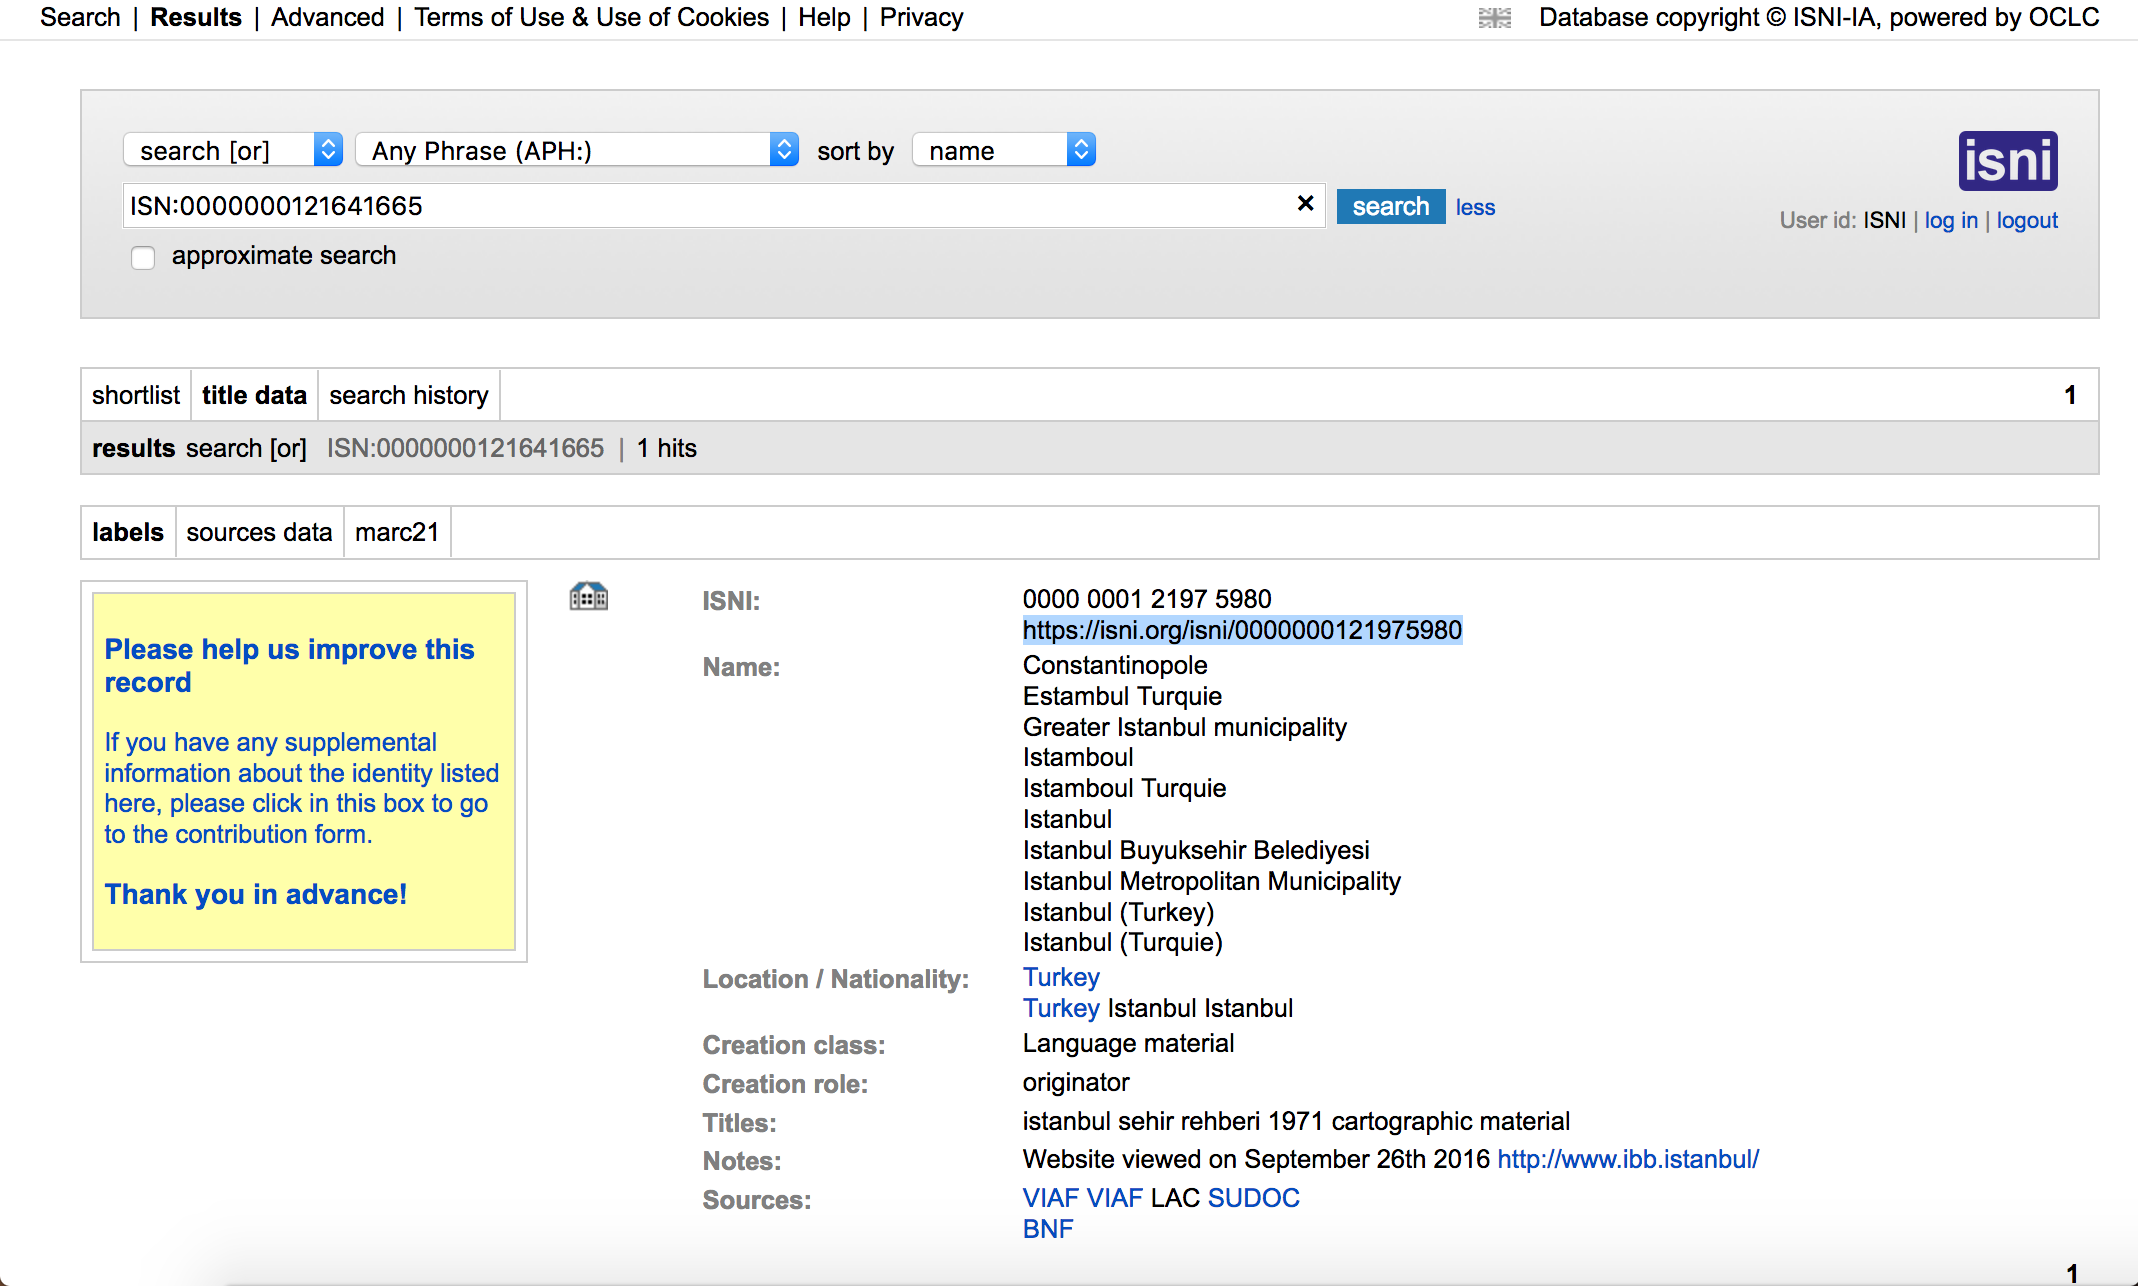 Search | Results | Advanced | Terms of Use & Use of Cookies | Help | Privacy
Database copyright © ISNI-IA, powered by OCLC
search [or] Any Phrase (APH:) sort by name
isni
ISN:0000000121641665 × search less
User id: ISNI | log in | logout
approximate search
shortlist title data search history 1
results search [or] ISN:0000000121641665 | 1 hits
labels sources data marc21
Please help us improve this
record
If you have any supplemental
information about the identity listed
here, please click in this box to go
to the contribution form.
Thank you in advance!
ISNI: 0000 0001 2197 5980
https://isni.org/isni/0000000121975980
Name: Constantinopole
Estambul Turquie
Greater Istanbul municipality
Istamboul
Istamboul Turquie
Istanbul
Istanbul Buyuksehir Belediyesi
Istanbul Metropolitan Municipality
Istanbul (Turkey)
Istanbul (Turquie)
Location / Nationality: Turkey
Turkey Istanbul Istanbul
Creation class: Language material
Creation role: originator
Titles: istanbul sehir rehberi 1971 cartographic material
Notes: Website viewed on September 26th 2016 http://www.ibb.istanbul/
Sources: VIAF VIAF LAC SUDOC
BNF
1